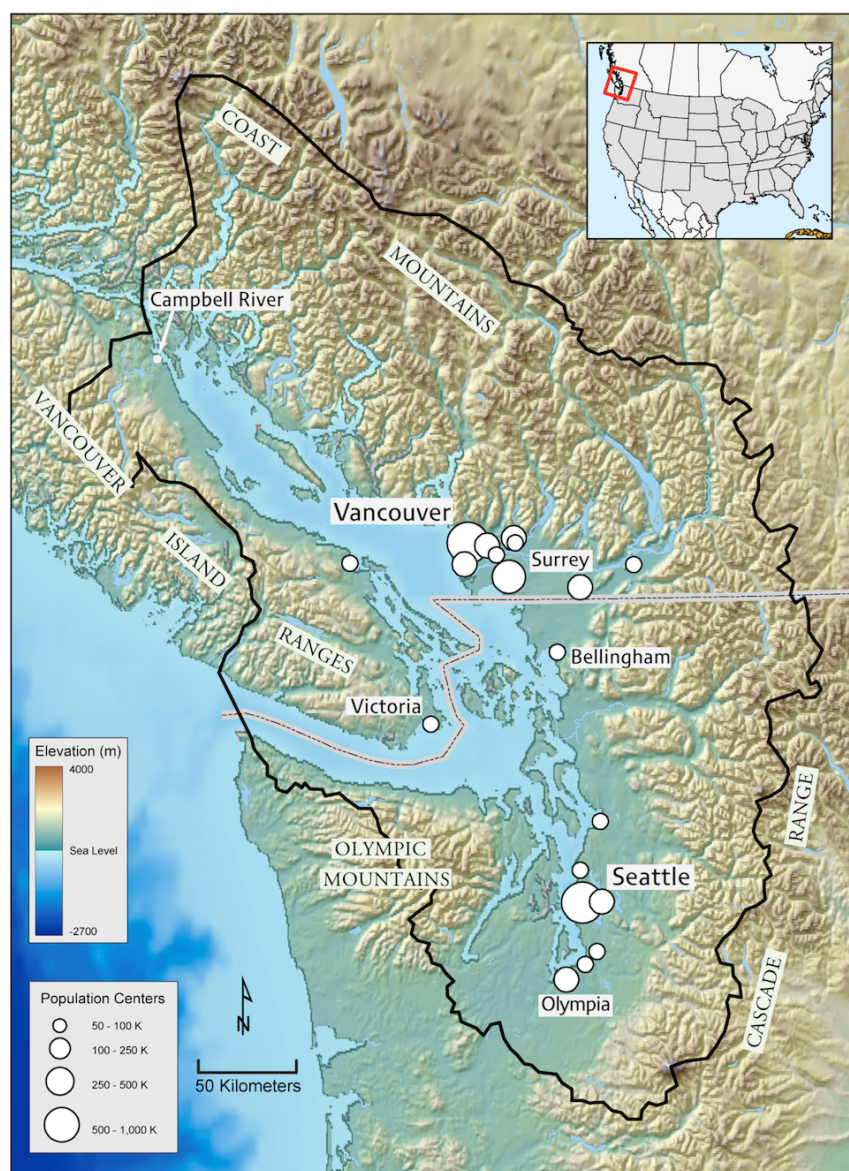 COAST
MOUNTAINS
Campbell River
VANCOUVER
ISLAND
RANGES
Vancouver
Surrey
Bellingham
Victoria
OLYMPIC
MOUNTAINS
Seattle
Olympia
RANGE
CASCADE
Elevation (m)
4000
Sea Level
-2700
Population Centers
50 - 100 K
100 - 250 K
250 - 500 K
500 - 1,000 K
N
50 Kilometers